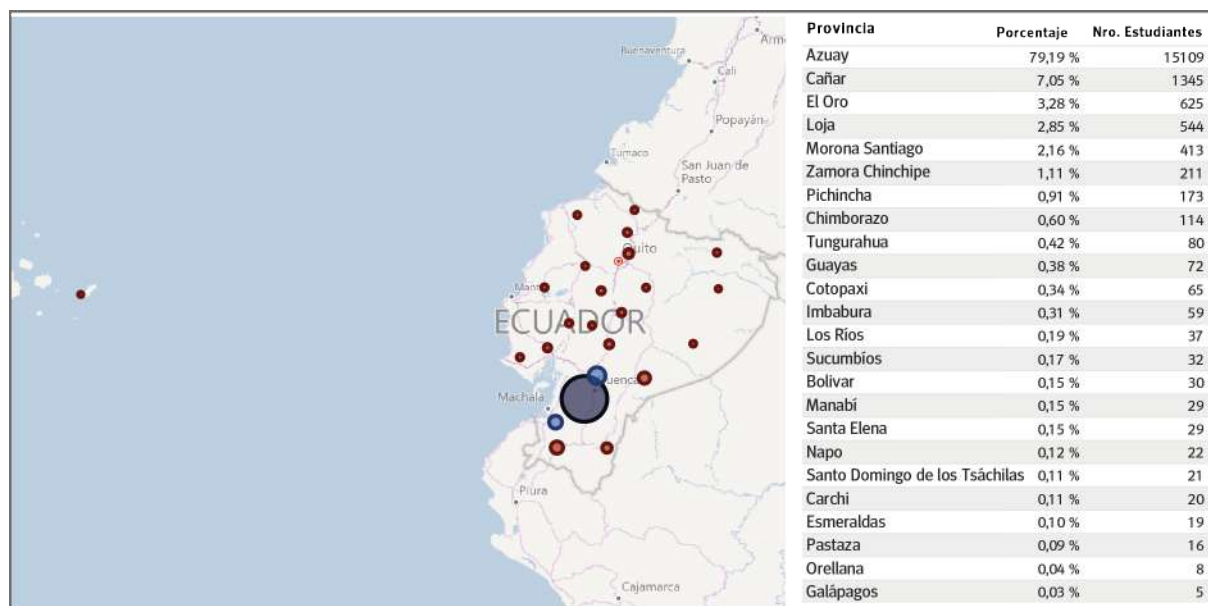 Arme
Buenaventura
Cali
Popayán
Tumaco
San Juan de
Pasto
Quito
Manta
ECUADOR
Cuenca
Machala
Piura
Cajamarca
Provincia Porcentaje Nro. Estudiantes
Azuay 79,19 % 15109
Cañar 7,05 % 1345
El Oro 3,28 % 625
Loja 2,85 % 544
Morona Santiago 2,16 % 413
Zamora Chinchipe 1,11 % 211
Pichincha 0,91 % 173
Chimborazo 0,60 % 114
Tungurahua 0,42 % 80
Guayas 0,38 % 72
Cotopaxi 0,34 % 65
Imbabura 0,31 % 59
Los Ríos 0,19 % 37
Sucumbíos 0,17 % 32
Bolivar 0,15 % 30
Manabí 0,15 % 29
Santa Elena 0,15 % 29
Napo 0,12 % 22
Santo Domingo de los Tsáchilas 0,11 % 21
Carchi 0,11 % 20
Esmeraldas 0,10 % 19
Pastaza 0,09 % 16
Orellana 0,04 % 8
Galápagos 0,03 % 5